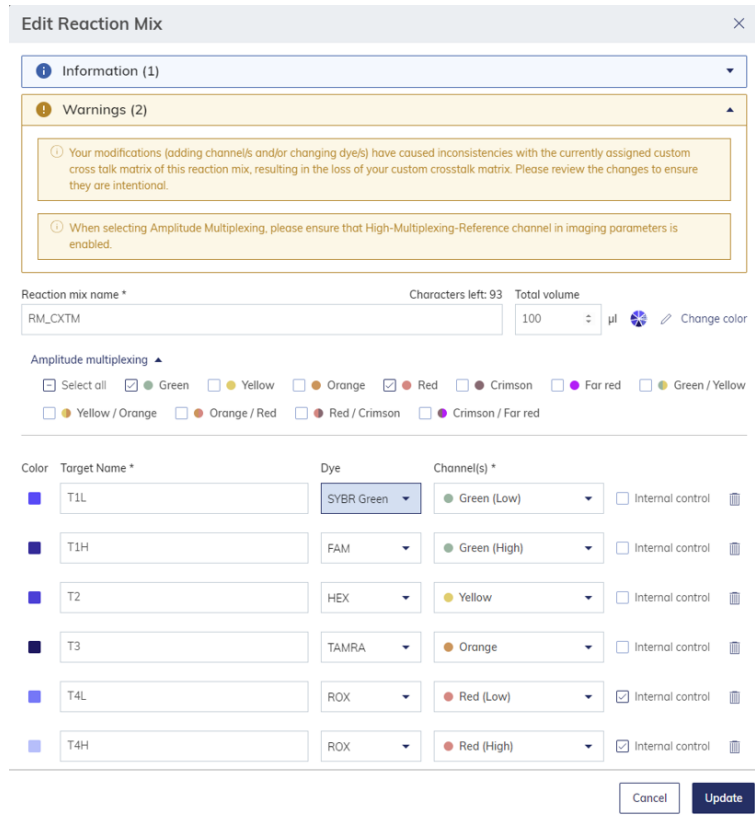 Edit Reaction Mix
Information (1)
Warnings (2)
Your modifications (adding channel/s and/or changing dye/s) have caused inconsistencies with the currently assigned custom
cross talk matrix of this reaction mix, resulting in the loss of your custom crosstalk matrix. Please review the changes to ensure
they are intentional.
When selecting Amplitude Multiplexing, please ensure that High-Multiplexing-Reference channel in imaging parameters is
enabled.
Reaction mix name * Characters left: 93 Total volume
RM_CXTM 100 µl Change color
Amplitude multiplexing
Select all Green Yellow Orange Red Crimson Far red Green / Yellow
Yellow / Orange Orange / Red Red / Crimson Crimson / Far red
Color Target Name * Dye Channel(s) *
T1L SYBR Green Green (Low) Internal control
T1H FAM Green (High) Internal control
T2 HEX Yellow Internal control
T3 TAMRA Orange Internal control
T4L ROX Red (Low) Internal control
T4H ROX Red (High) Internal control
Cancel Update